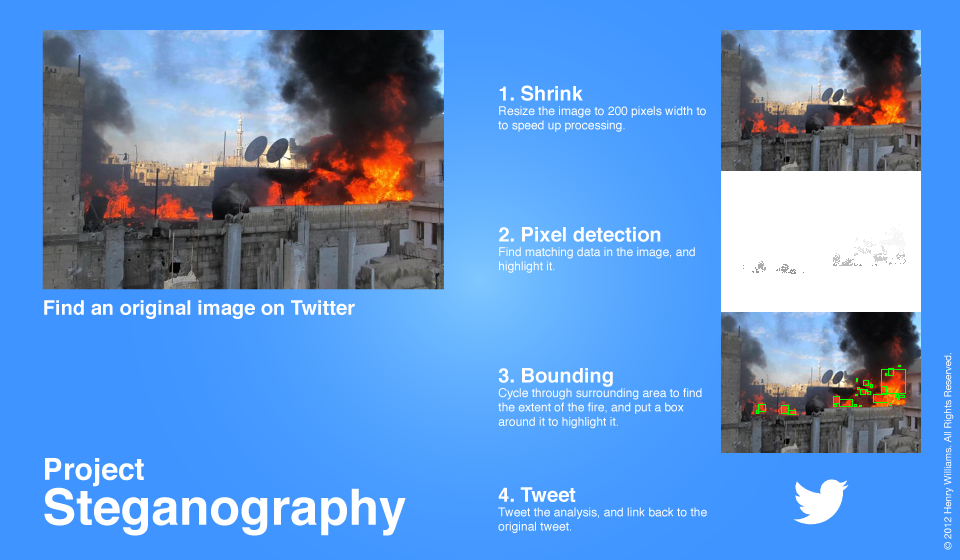 Find an original image on Twitter
Project
Steganography
1. Shrink
Resize the image to 200 pixels width to
to speed up processing.
2. Pixel detection
Find matching data in the image, and
highlight it.
3. Bounding
Cycle through surrounding area to find
the extent of the fire, and put a box
around it to highlight it.
4. Tweet
Tweet the analysis, and link back to the
original tweet.
© 2012 Henry Williams. All Rights Reserved.